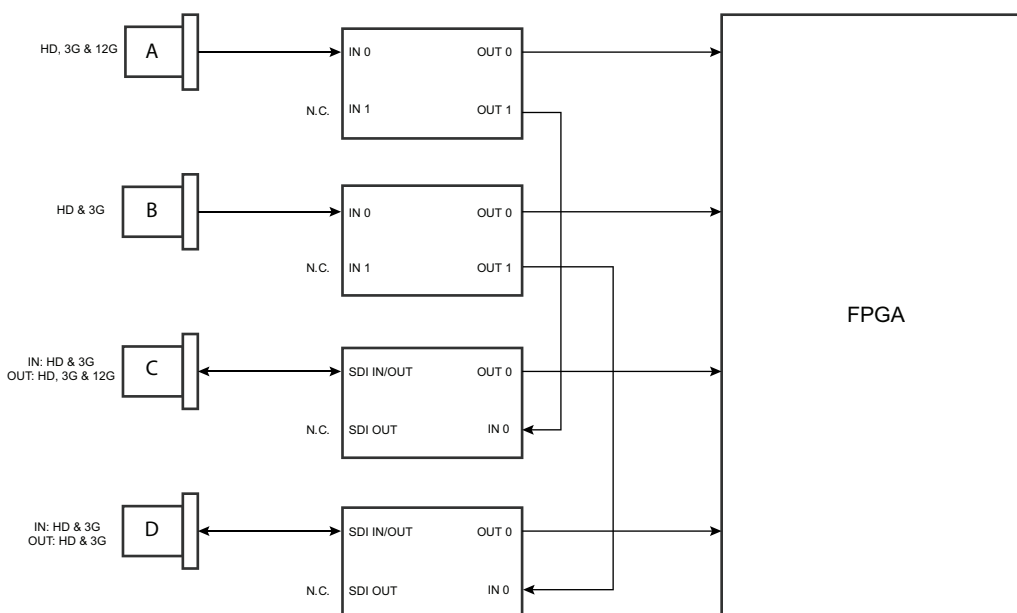 HD, 3G & 12G
A
IN 0
OUT 0
N.C.
IN 1
OUT 1
HD & 3G
B
IN 0
OUT 0
N.C.
IN 1
OUT 1
FPGA
IN: HD & 3G
OUT: HD, 3G & 12G
C
SDI IN/OUT
OUT 0
N.C.
SDI OUT
IN 0
IN: HD & 3G
OUT: HD & 3G
D
SDI IN/OUT
OUT 0
N.C.
SDI OUT
IN 0